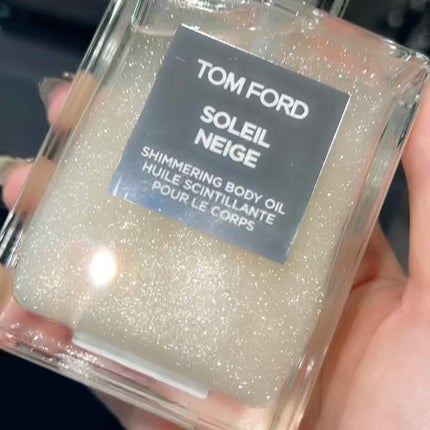 TOM FORD
SOLEIL
NEIGE
SHIMMERING BODY OIL
HUILE SCINTILLANTE
POUR LE CORPS